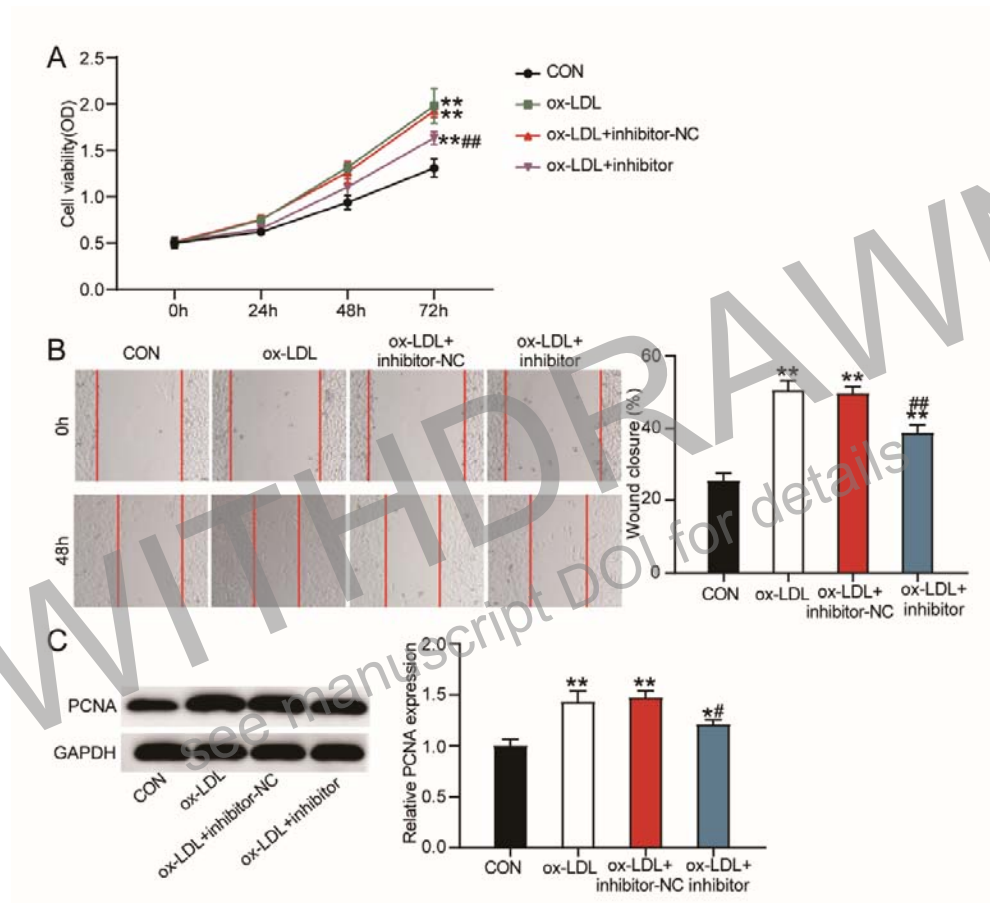 A
Cell viability(OD)
2.5
2.0
1.5
1.0
0.5
0.0
0h 24h 48h 72h
**
**
**##
CON
ox-LDL
ox-LDL+inhibitor-NC
ox-LDL+inhibitor
B
CON
ox-LDL
ox-LDL+
inhibitor-NC
ox-LDL+
inhibitor
0h
48h
Wound closure (%)
60
40
20
0
**
**
##
**
CON
ox-LDL
ox-LDL+
inhibitor-NC
ox-LDL+
inhibitor
C
PCNA
GAPDH
CON
ox-LDL
ox-LDL+inhibitor-NC
ox-LDL+inhibitor
Relative PCNA expression
2.0
1.5
1.0
0.5
0.0
**
**
*#
CON
ox-LDL
ox-LDL+
inhibitor-NC
ox-LDL+
inhibitor
WITHDRAWN
see manuscript DOI for details